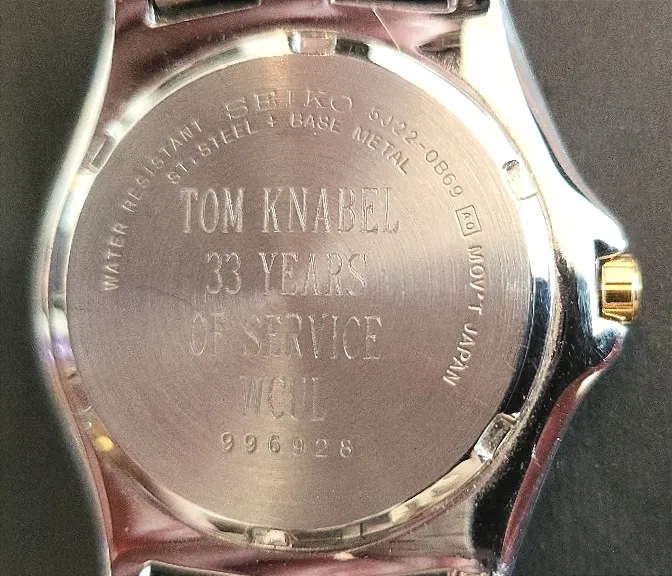 WATER RESISTANT SEIKO 5J22-0B69 AO MOV'T JAPAN
ST.STEEL + BASE METAL
TOM KNABEL
33 YEARS
OF SERVICE
WCUL
996928